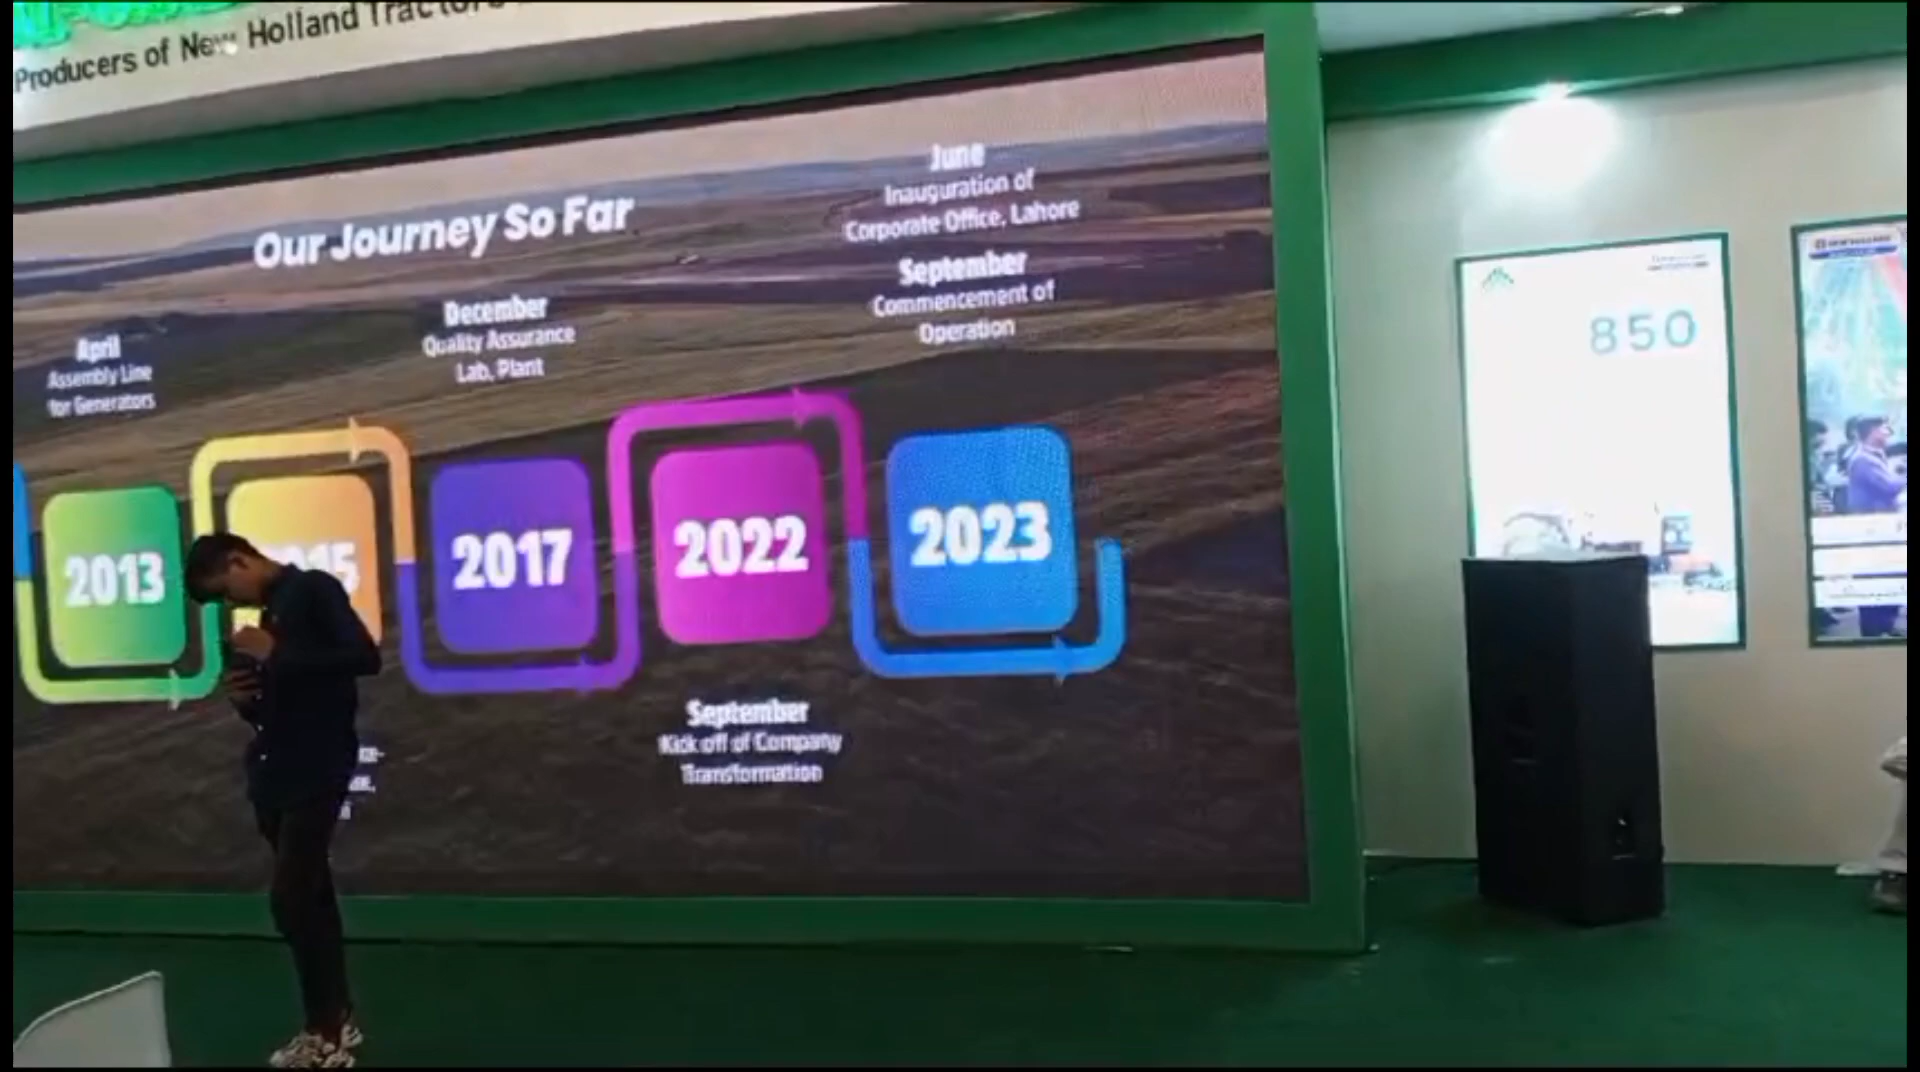 Producers of New Holland Tractors
Our Journey So Far
June
Inauguration of
Corporate Office, Lahore
September
Commencement of
Operation
April
Assembly Line
for Generators
December
Quality Assurance
Lab, Plant
2013
15
2017
2022
2023
September
Kick off of Company
Transformation
850